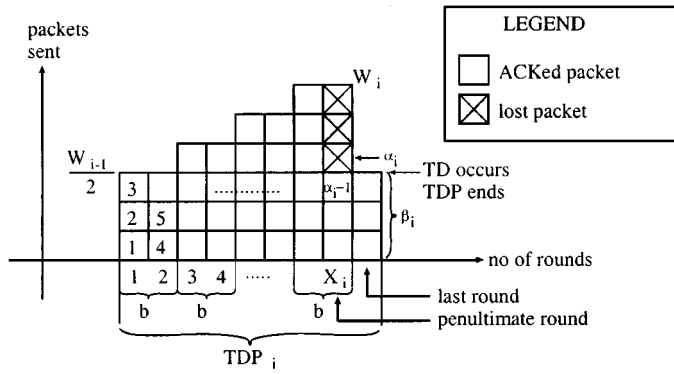 packets
sent
LEGEND
ACKed packet
lost packet
W i
α i
W i-1
2
TD occurs
TDP ends
3 ............... α i -1
2 5
β i
1 4
no of rounds
1 2 3 4 ..... X i
b b b
last round
penultimate round
TDP i